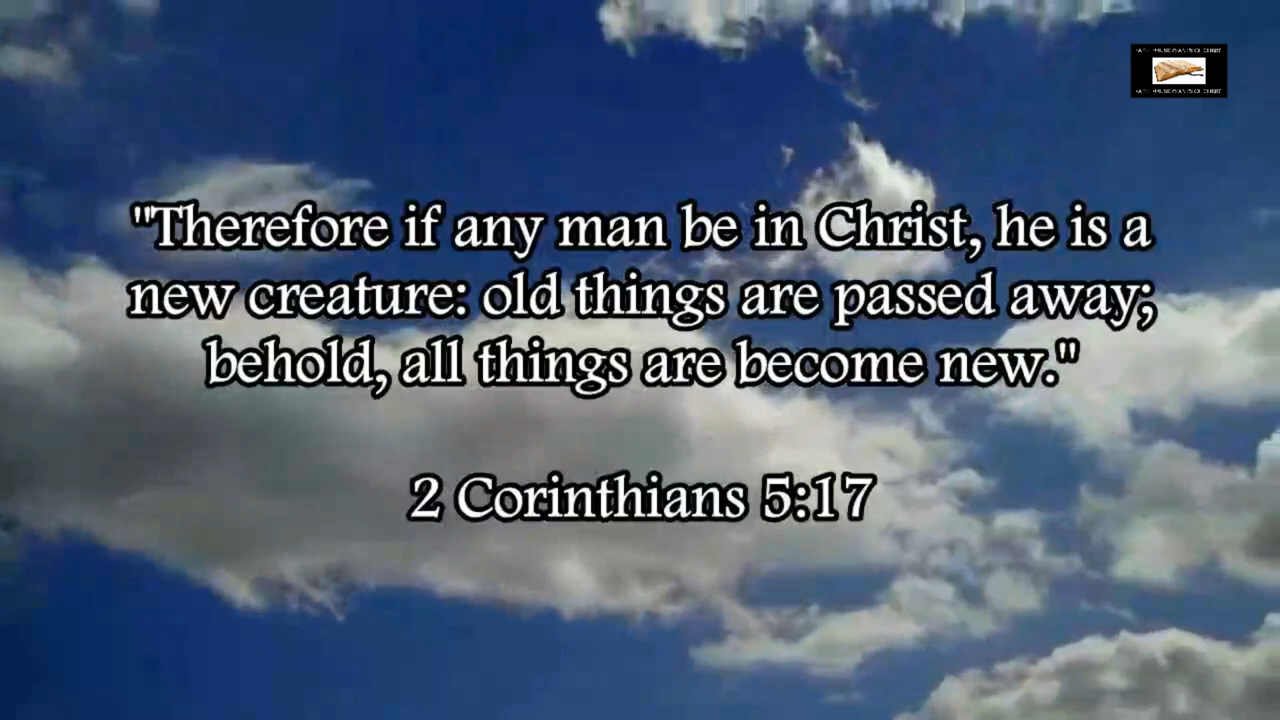 "Therefore if any man be in Christ, he is a
new creature: old things are passed away;
behold, all things are become new."
2 Corinthians 5:17